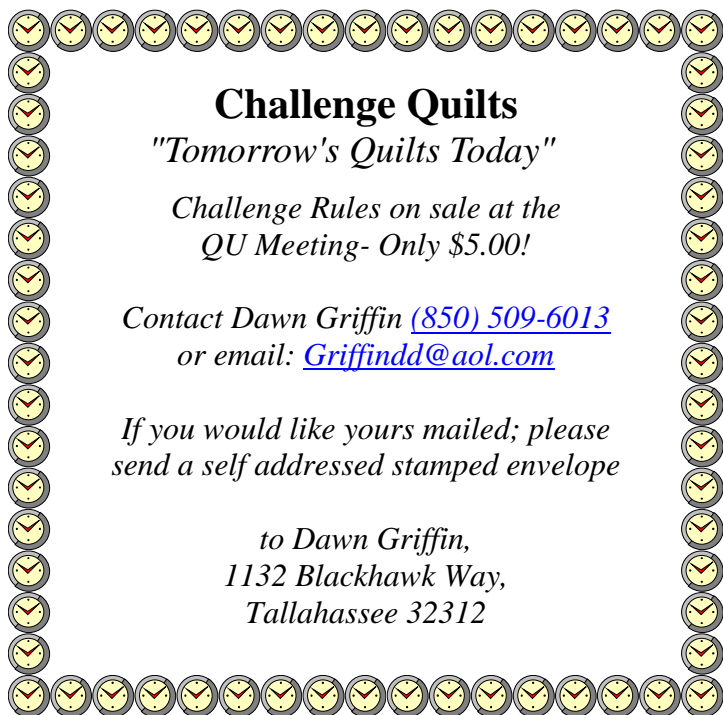 Challenge Quilts
"Tomorrow's Quilts Today"
Challenge Rules on sale at the
QU Meeting- Only $5.00!
Contact Dawn Griffin (850) 509-6013
or email: Griffindd@aol.com
If you would like yours mailed; please
send a self addressed stamped envelope
to Dawn Griffin,
1132 Blackhawk Way,
Tallahassee 32312